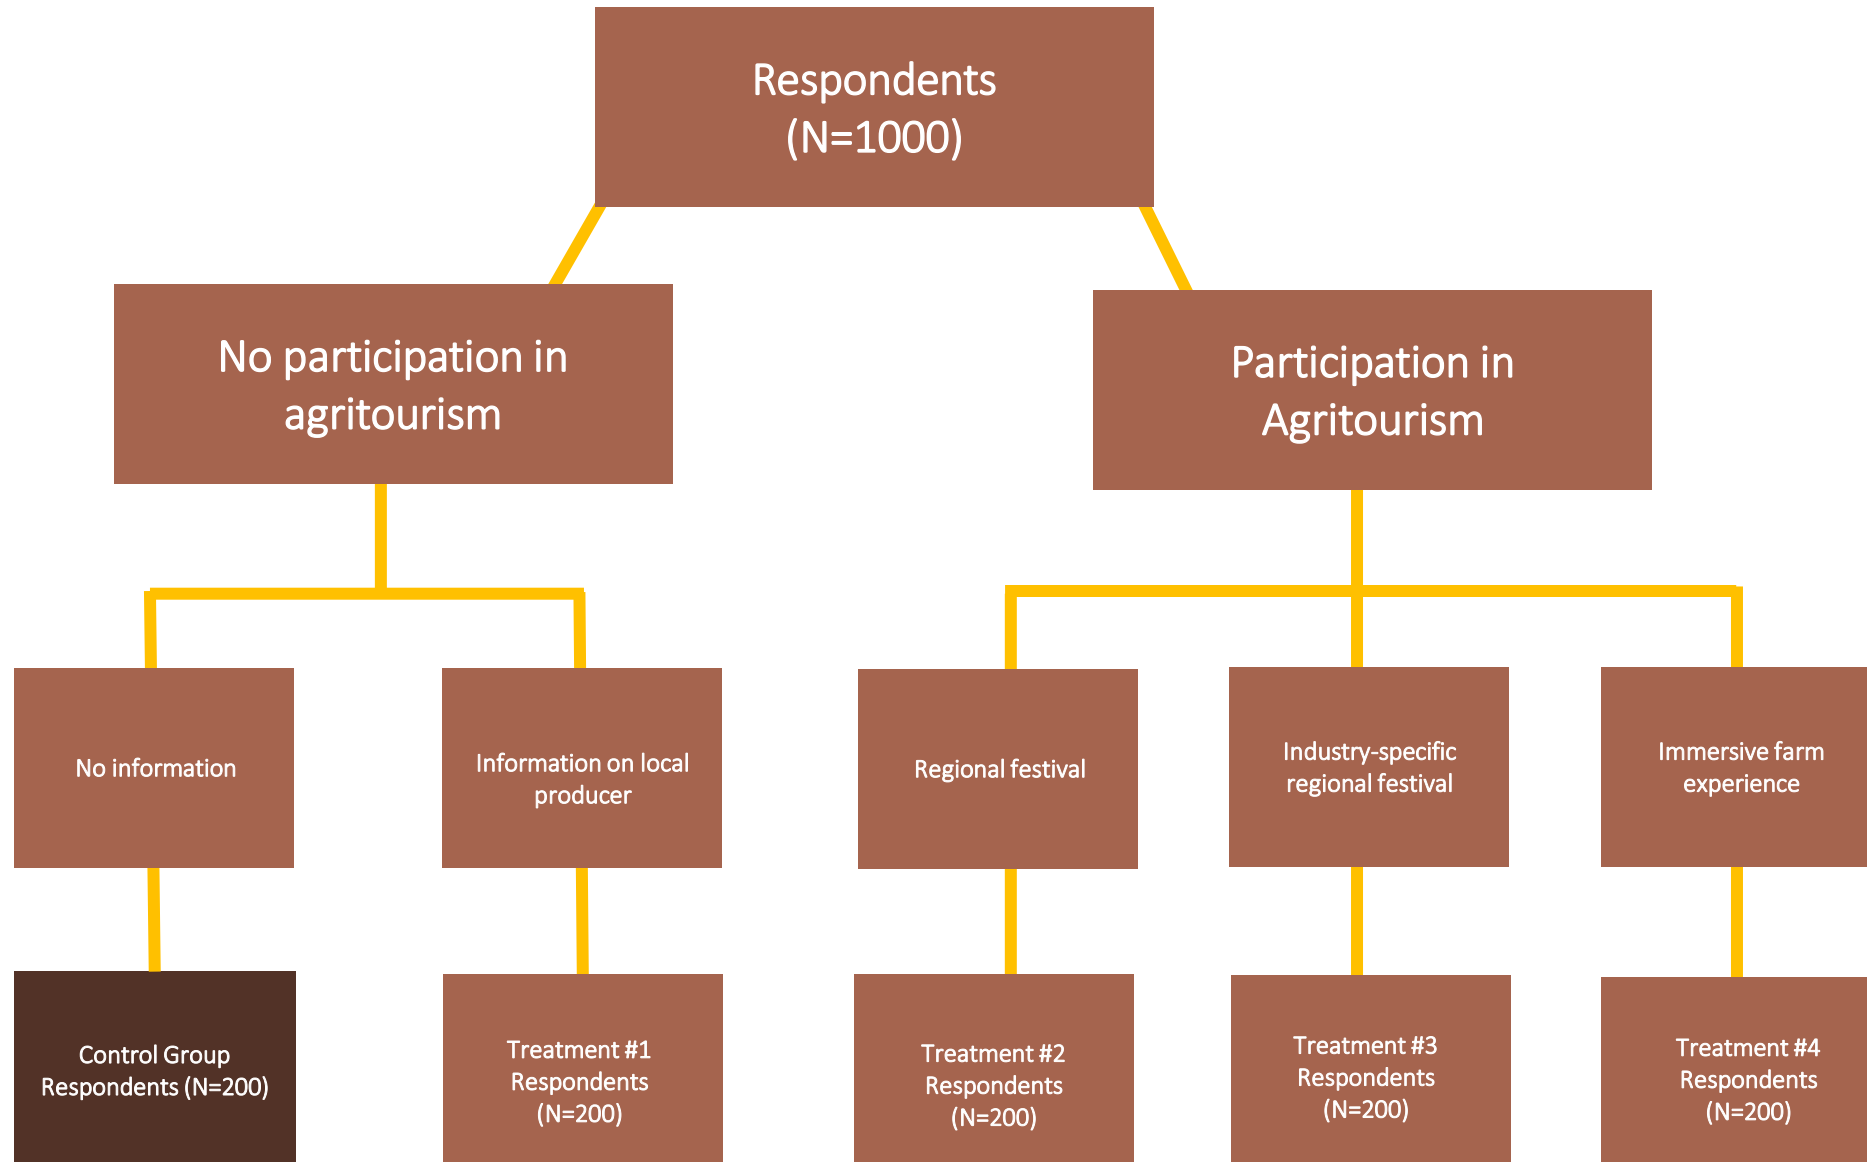 Respondents
(N=1000)
No participation in
agritourism
Participation in
Agritourism
No information
Information on local
producer
Regional festival
Industry-specific
regional festival
Immersive farm
experience
Control Group
Respondents (N=200)
Treatment #1
Respondents
(N=200)
Treatment #2
Respondents
(N=200)
Treatment #3
Respondents
(N=200)
Treatment #4
Respondents
(N=200)